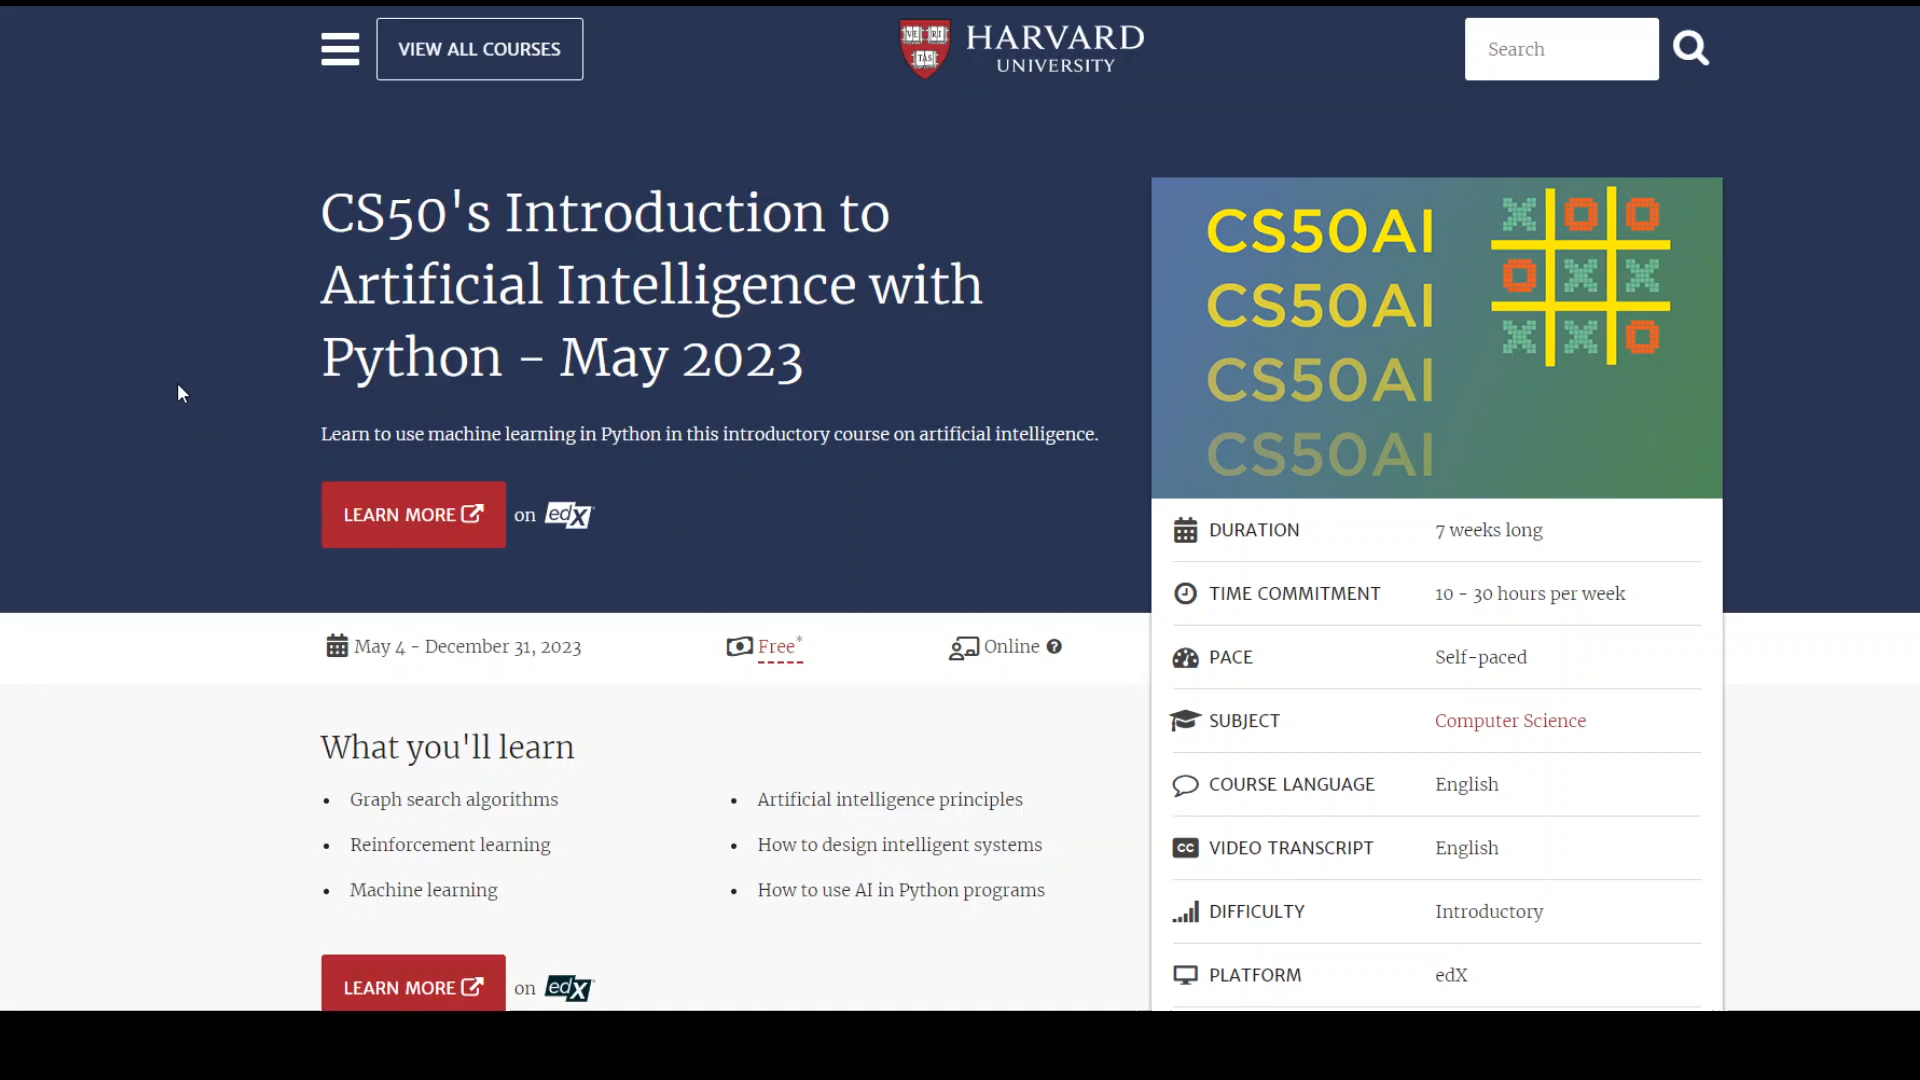 VIEW ALL COURSES
VE RI TAS
HARVARD
UNIVERSITY
Search
CS50's Introduction to
Artificial Intelligence with
Python - May 2023
Learn to use machine learning in Python in this introductory course on artificial intelligence.
LEARN MORE on edX
May 4 - December 31, 2023
Free*
Online ?
What you'll learn
• Graph search algorithms
• Reinforcement learning
• Machine learning
• Artificial intelligence principles
• How to design intelligent systems
• How to use AI in Python programs
LEARN MORE on edX
CS50AI
CS50AI
CS50AI
CS50AI
X O O
O X X
X X O
DURATION 7 weeks long
TIME COMMITMENT 10 - 30 hours per week
PACE Self-paced
SUBJECT Computer Science
COURSE LANGUAGE English
CC VIDEO TRANSCRIPT English
DIFFICULTY Introductory
PLATFORM edX